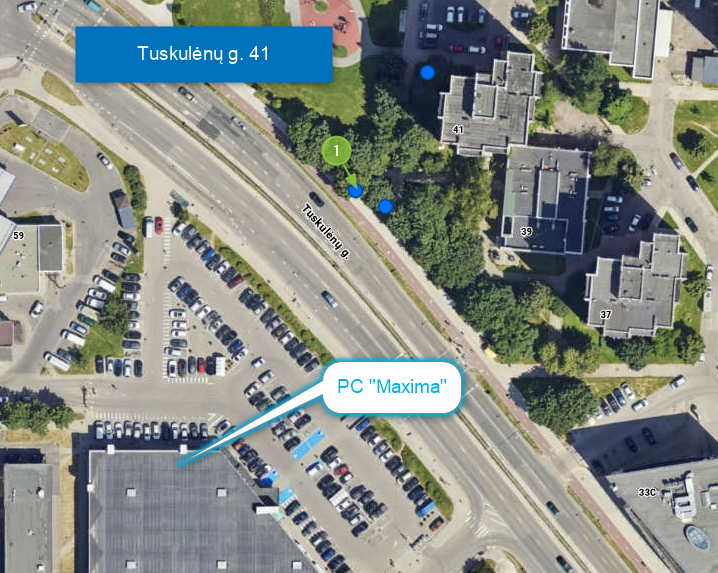 Tuskulėnų g. 41
1
41
Tuskulėnų g.
39
59
37
PC "Maxima"
33C